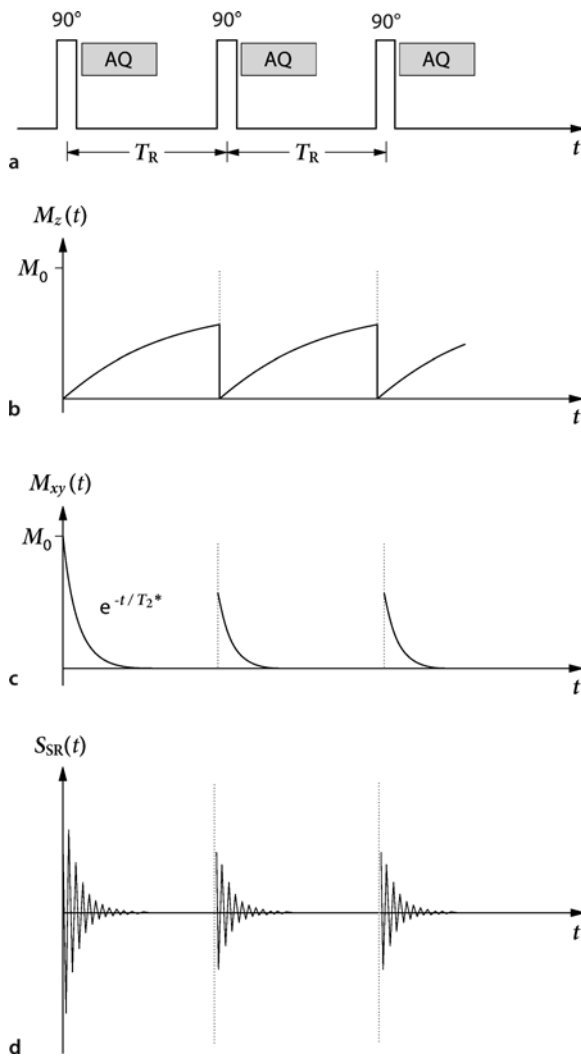 90° 90° 90°
AQ AQ AQ
T_R T_R t
a
M_z(t)
M_0
b t
M_xy(t)
M_0
e^-t/T_2*
c t
S_SR(t)
t
d